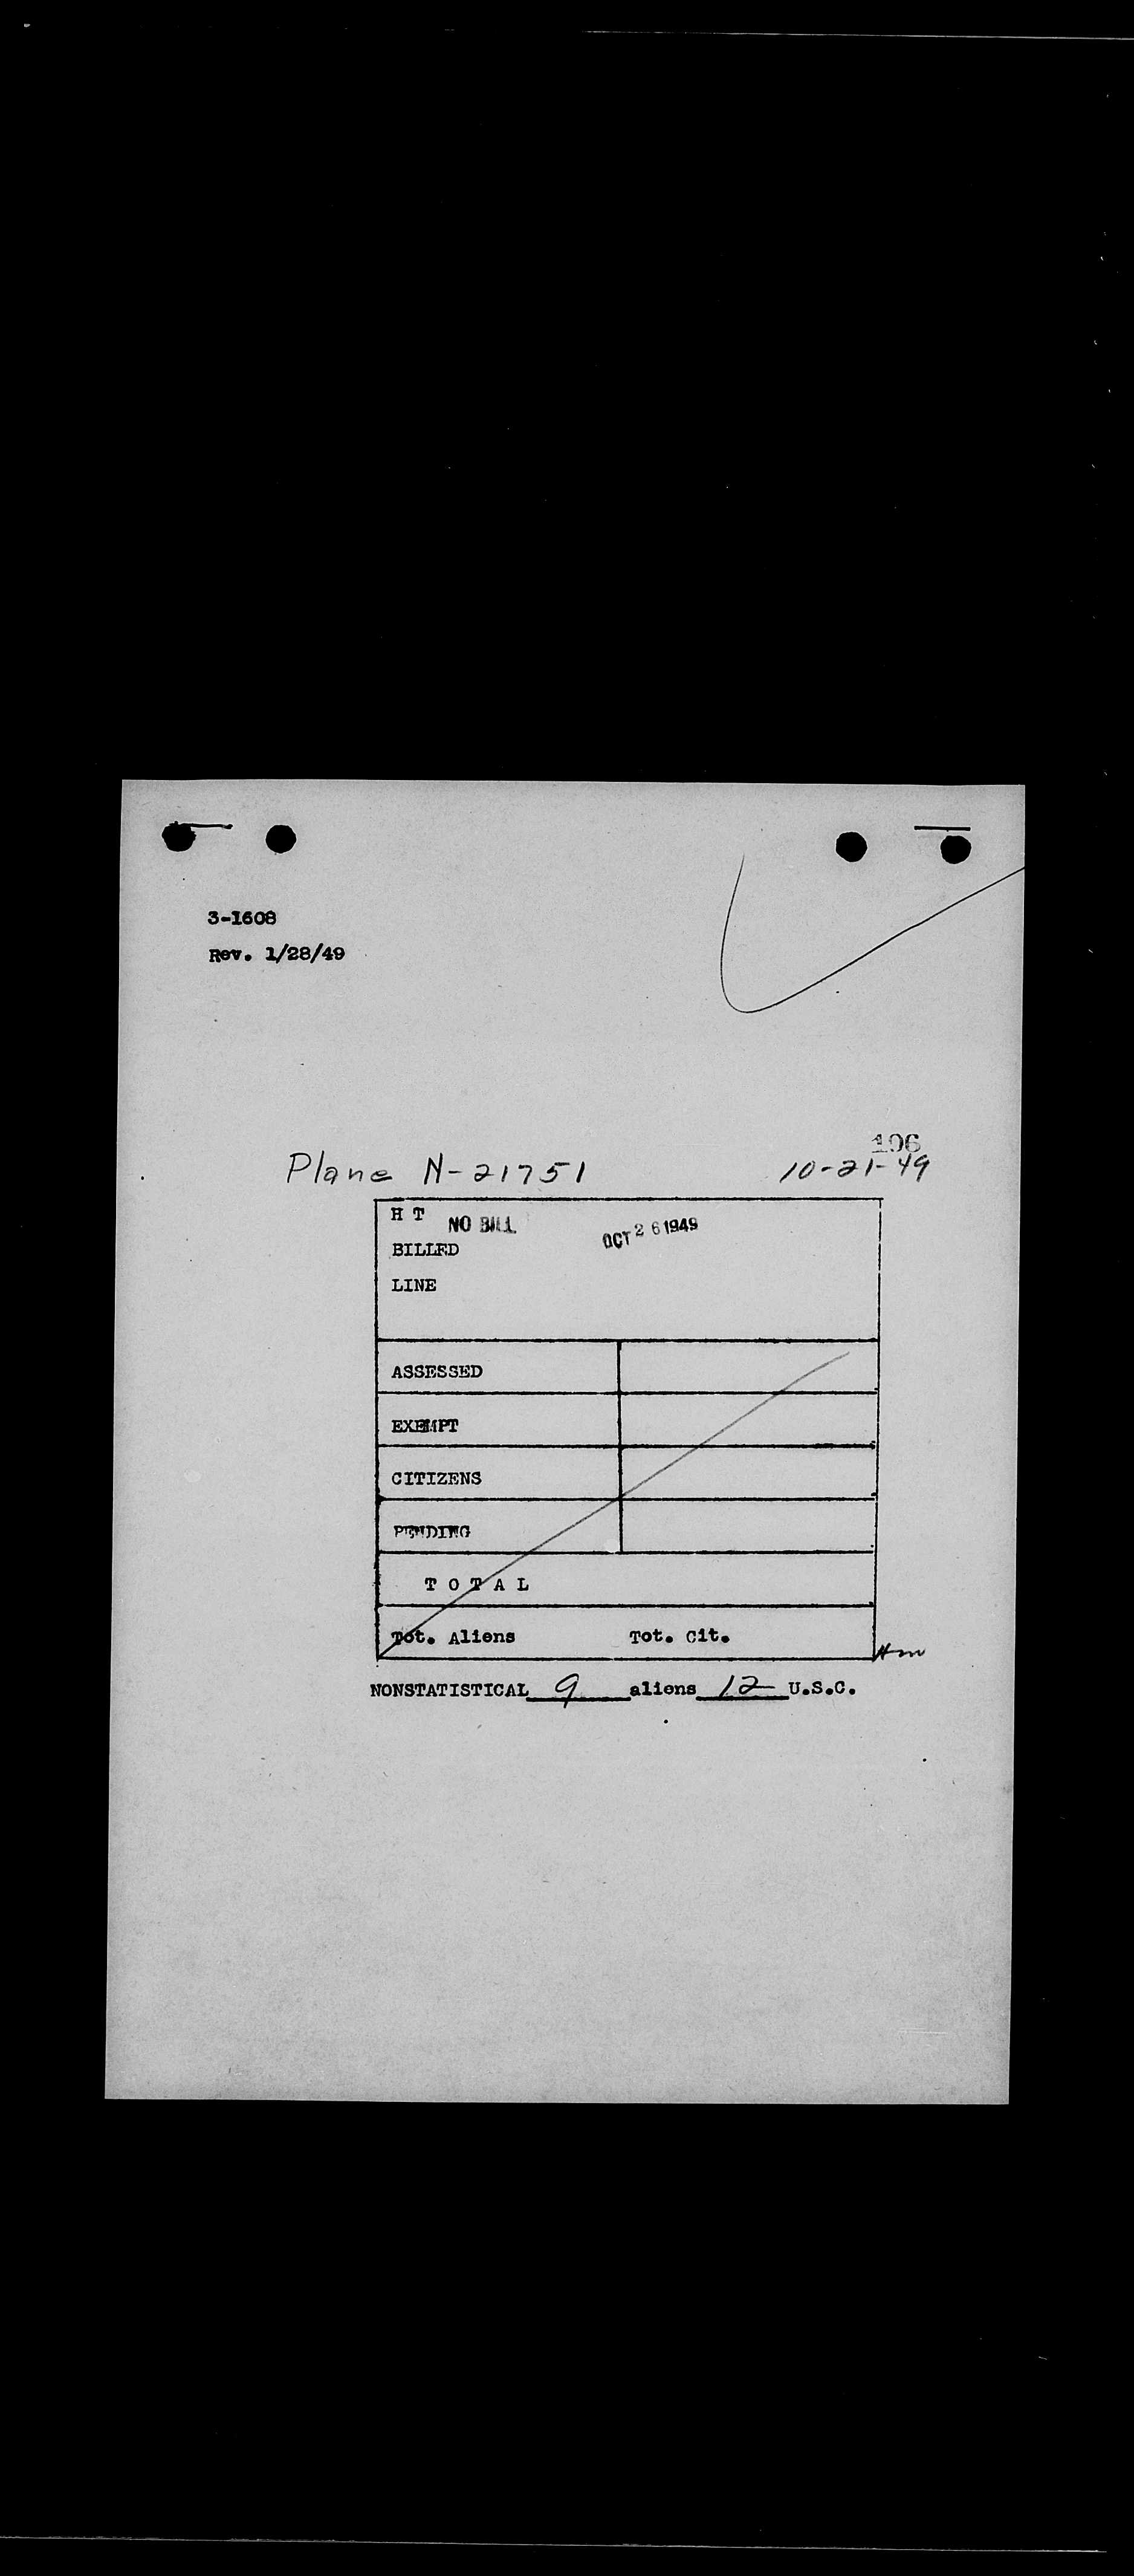 3-1608
Rev. 1/28/49
106
Plane N-21751 10-21-49
H T NO BILL OCT 26 1949
BILLED
LINE
ASSESSED
EXEMPT
CITIZENS
PENDING
T O T A L
Tot. Aliens Tot. Cit.
NONSTATISTICAL 9 aliens 12 U.S.C.